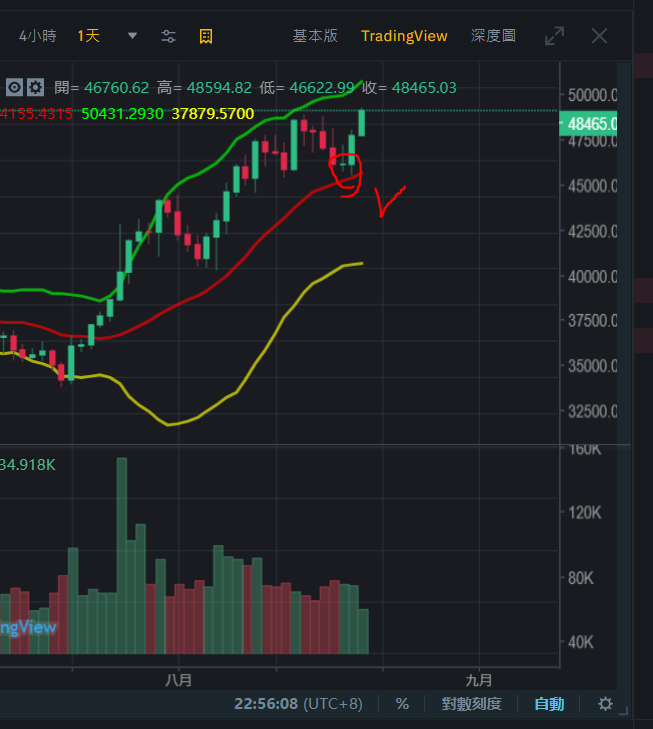 4小時 1天 基本版 TradingView 深度圖
開= 46760.62 高= 48594.82 低= 46622.99 收= 48465.03
4155.4315 50431.2930 37879.5700
50000.0
48465.0
47500.0
45000.0
42500.0
40000.0
37500.0
35000.0
32500.0
160K
34.918K
120K
80K
ngView
40K
八月 九月
22:56:08 (UTC+8) % 對數刻度 自動